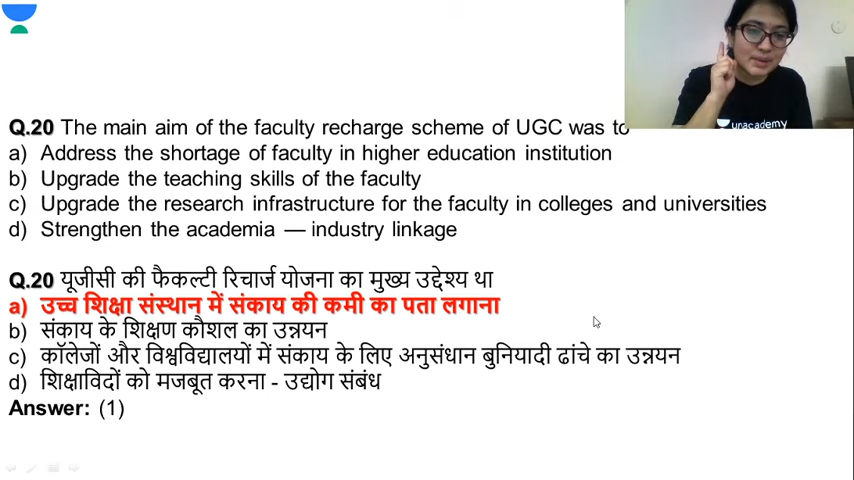 Q.20 The main aim of the faculty recharge scheme of UGC was to
a) Address the shortage of faculty in higher education institution
b) Upgrade the teaching skills of the faculty
c) Upgrade the research infrastructure for the faculty in colleges and universities
d) Strengthen the academia — industry linkage
Q.20 यूजीसी की फैकल्टी रिचार्ज योजना का मुख्य उद्देश्य था
a) उच्च शिक्षा संस्थान में संकाय की कमी का पता लगाना
b) संकाय के शिक्षण कौशल का उन्नयन
c) कॉलेजों और विश्वविद्यालयों में संकाय के लिए अनुसंधान बुनियादी ढांचे का उन्नयन
d) शिक्षाविदों को मजबूत करना - उद्योग संबंध
Answer: (1)
unacademy